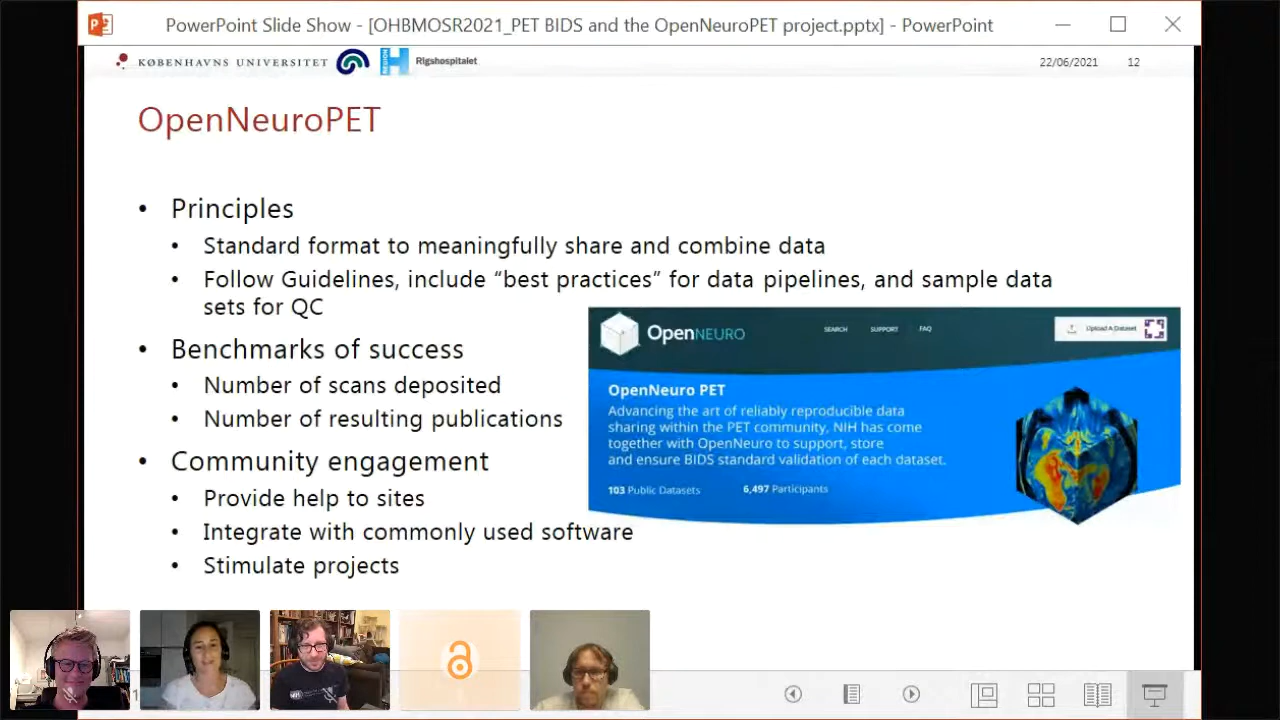 PowerPoint Slide Show - [OHBMOSR2021_PET BIDS and the OpenNeuroPET project.pptx] - PowerPoint
KØBENHAVNS UNIVERSITET
REGION
Rigshospitalet
22/06/2021 12
OpenNeuroPET
• Principles
• Standard format to meaningfully share and combine data
• Follow Guidelines, include “best practices” for data pipelines, and sample data
sets for QC
• Benchmarks of success
• Number of scans deposited
• Number of resulting publications
• Community engagement
• Provide help to sites
• Integrate with commonly used software
• Stimulate projects
OpenNEURO
SEARCH SUPPORT FAQ
Upload A Dataset
OpenNeuro PET
Advancing the art of reliably reproducible data
sharing within the PET community, NIH has come
together with OpenNeuro to support, store
and ensure BIDS standard validation of each dataset.
103 Public Datasets 6,497 Participants